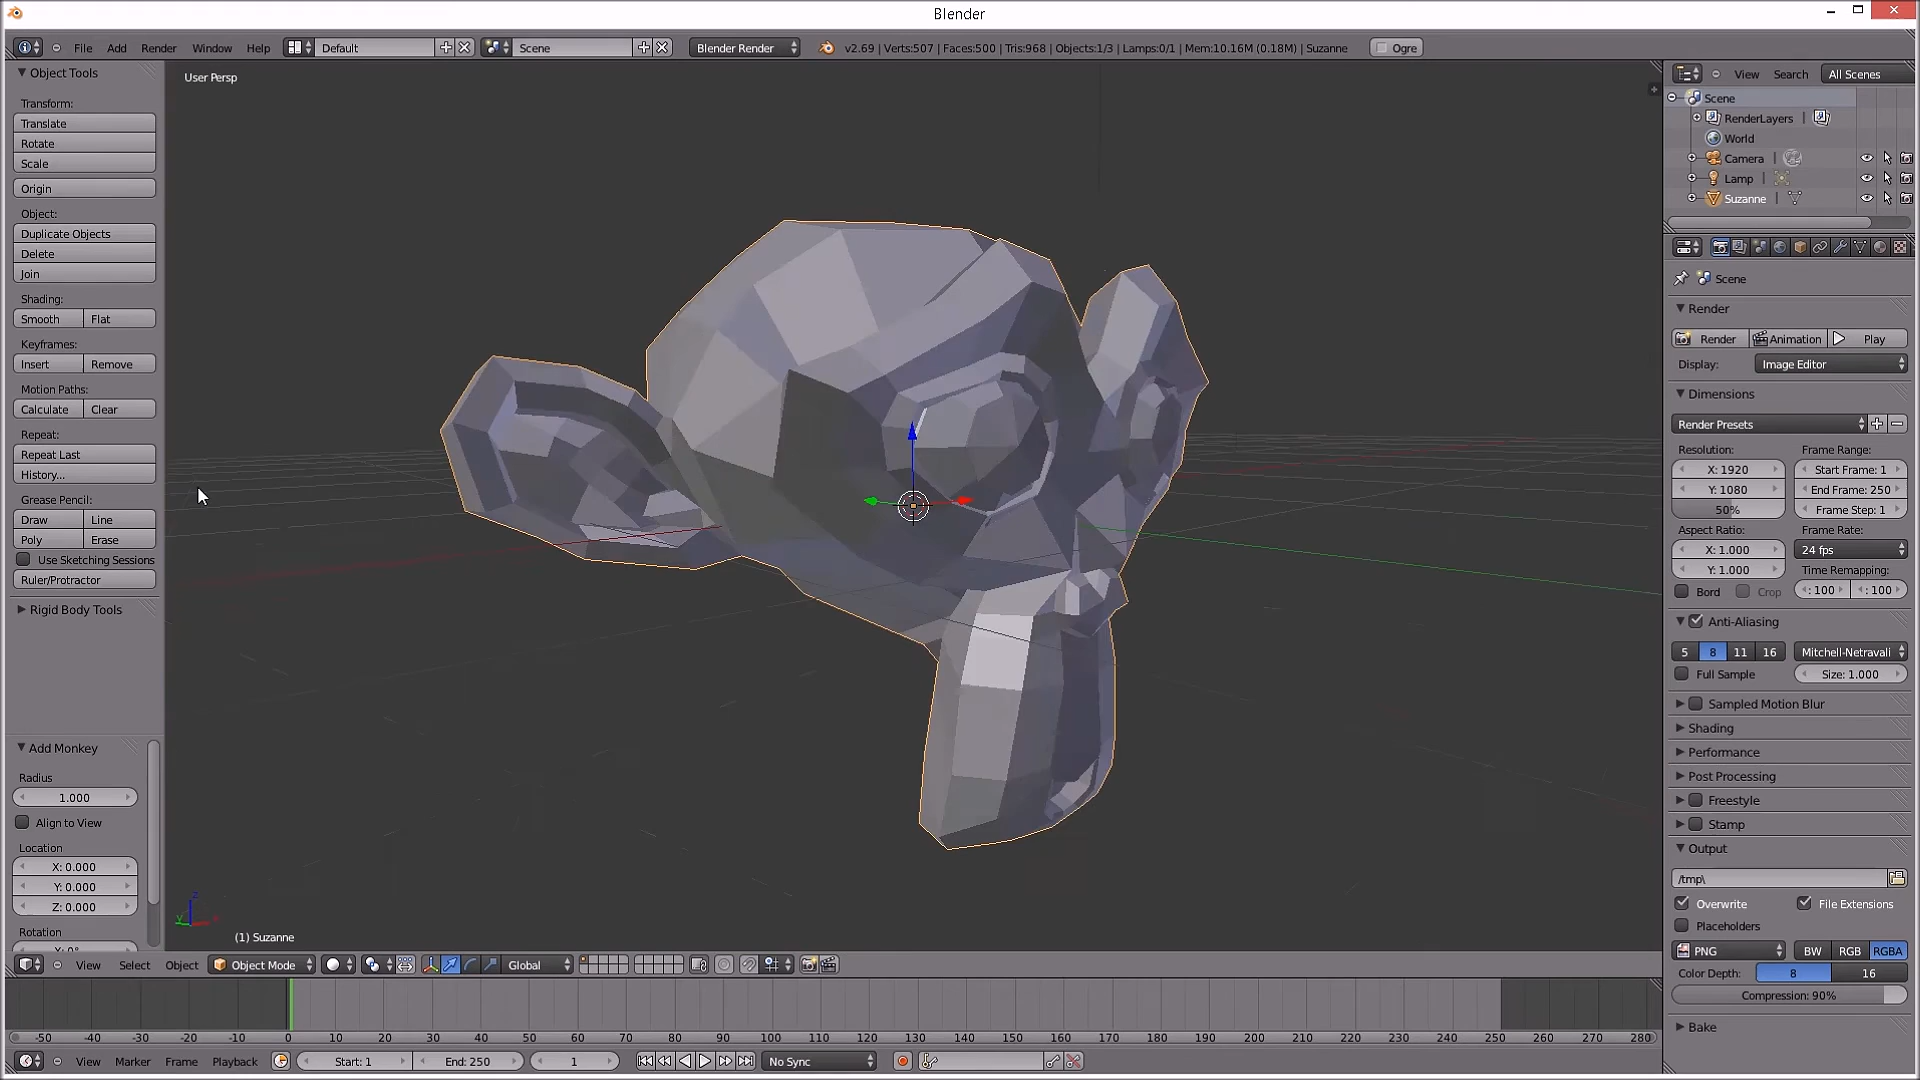 Blender
File Add Render Window Help Default Scene Blender Render v2.69 | Verts:507 | Faces:500 | Tris:968 | Objects:1/3 | Lamps:0/1 | Mem:10.16M (0.18M) | Suzanne Ogre
Object Tools
Transform:
Translate
Rotate
Scale
Origin
Object:
Duplicate Objects
Delete
Join
Shading:
Smooth Flat
Keyframes:
Insert Remove
Motion Paths:
Calculate Clear
Repeat:
Repeat Last
History...
Grease Pencil:
Draw Line
Poly Erase
Use Sketching Sessions
Ruler/Protractor
Rigid Body Tools
Add Monkey
Radius
1.000
Align to View
Location
X: 0.000
Y: 0.000
Z: 0.000
Rotation
X: 0°
User Persp
(1) Suzanne
View Select Object Object Mode Global
-50 -40 -30 -20 -10 0 10 20 30 40 50 60 70 80 90 100 110 120 130 140 150 160 170 180 190 200 210 220 230 240 250 260 270 280
View Marker Frame Playback Start: 1 End: 250 1 No Sync
View Search All Scenes
Scene
RenderLayers |
World
Camera |
Lamp |
Suzanne |
Scene
Render
Render Animation Play
Display: Image Editor
Dimensions
Render Presets
Resolution: Frame Range:
X: 1920 Start Frame: 1
Y: 1080 End Frame: 250
50% Frame Step: 1
Aspect Ratio: Frame Rate:
X: 1.000 24 fps
Y: 1.000 Time Remapping:
Bord Crop : 100 : 100
Anti-Aliasing
5 8 11 16 Mitchell-Netravali
Full Sample Size: 1.000
Sampled Motion Blur
Shading
Performance
Post Processing
Freestyle
Stamp
Output
/tmp\
Overwrite File Extensions
Placeholders
PNG BW RGB RGBA
Color Depth: 8 16
Compression: 90%
Bake